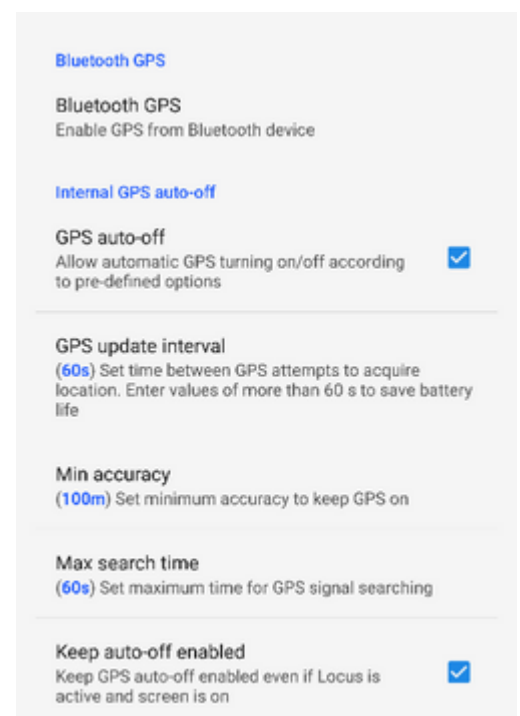 Bluetooth GPS
Bluetooth GPS
Enable GPS from Bluetooth device
Internal GPS auto-off
GPS auto-off
Allow automatic GPS turning on/off according
to pre-defined options
GPS update interval
(60s) Set time between GPS attempts to acquire
location. Enter values of more than 60 s to save battery
life
Min accuracy
(100m) Set minimum accuracy to keep GPS on
Max search time
(60s) Set maximum time for GPS signal searching
Keep auto-off enabled
Keep GPS auto-off enabled even if Locus is
active and screen is on